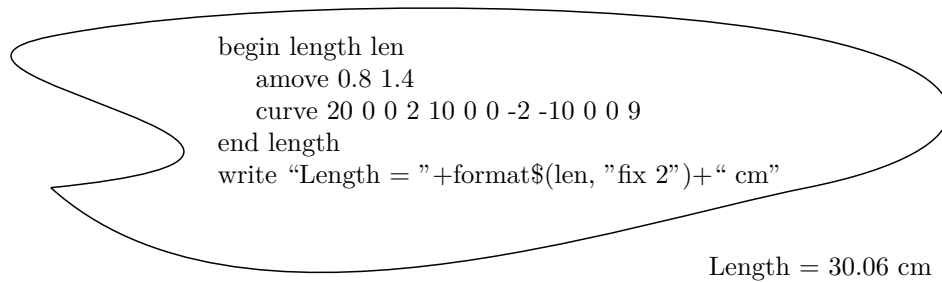 begin length len
amove 0.8 1.4
curve 20 0 0 2 10 0 0 -2 -10 0 0 9
end length
write “Length = ”+format$(len, ”fix 2”)+“ cm”
Length = 30.06 cm